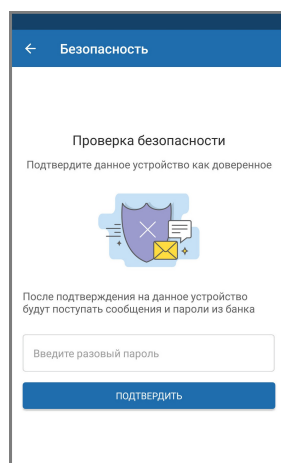 Безопасность
Проверка безопасности
Подтвердите данное устройство как доверенное
После подтверждения на данное устройство
будут поступать сообщения и пароли из банка
Введите разовый пароль
ПОДТВЕРДИТЬ